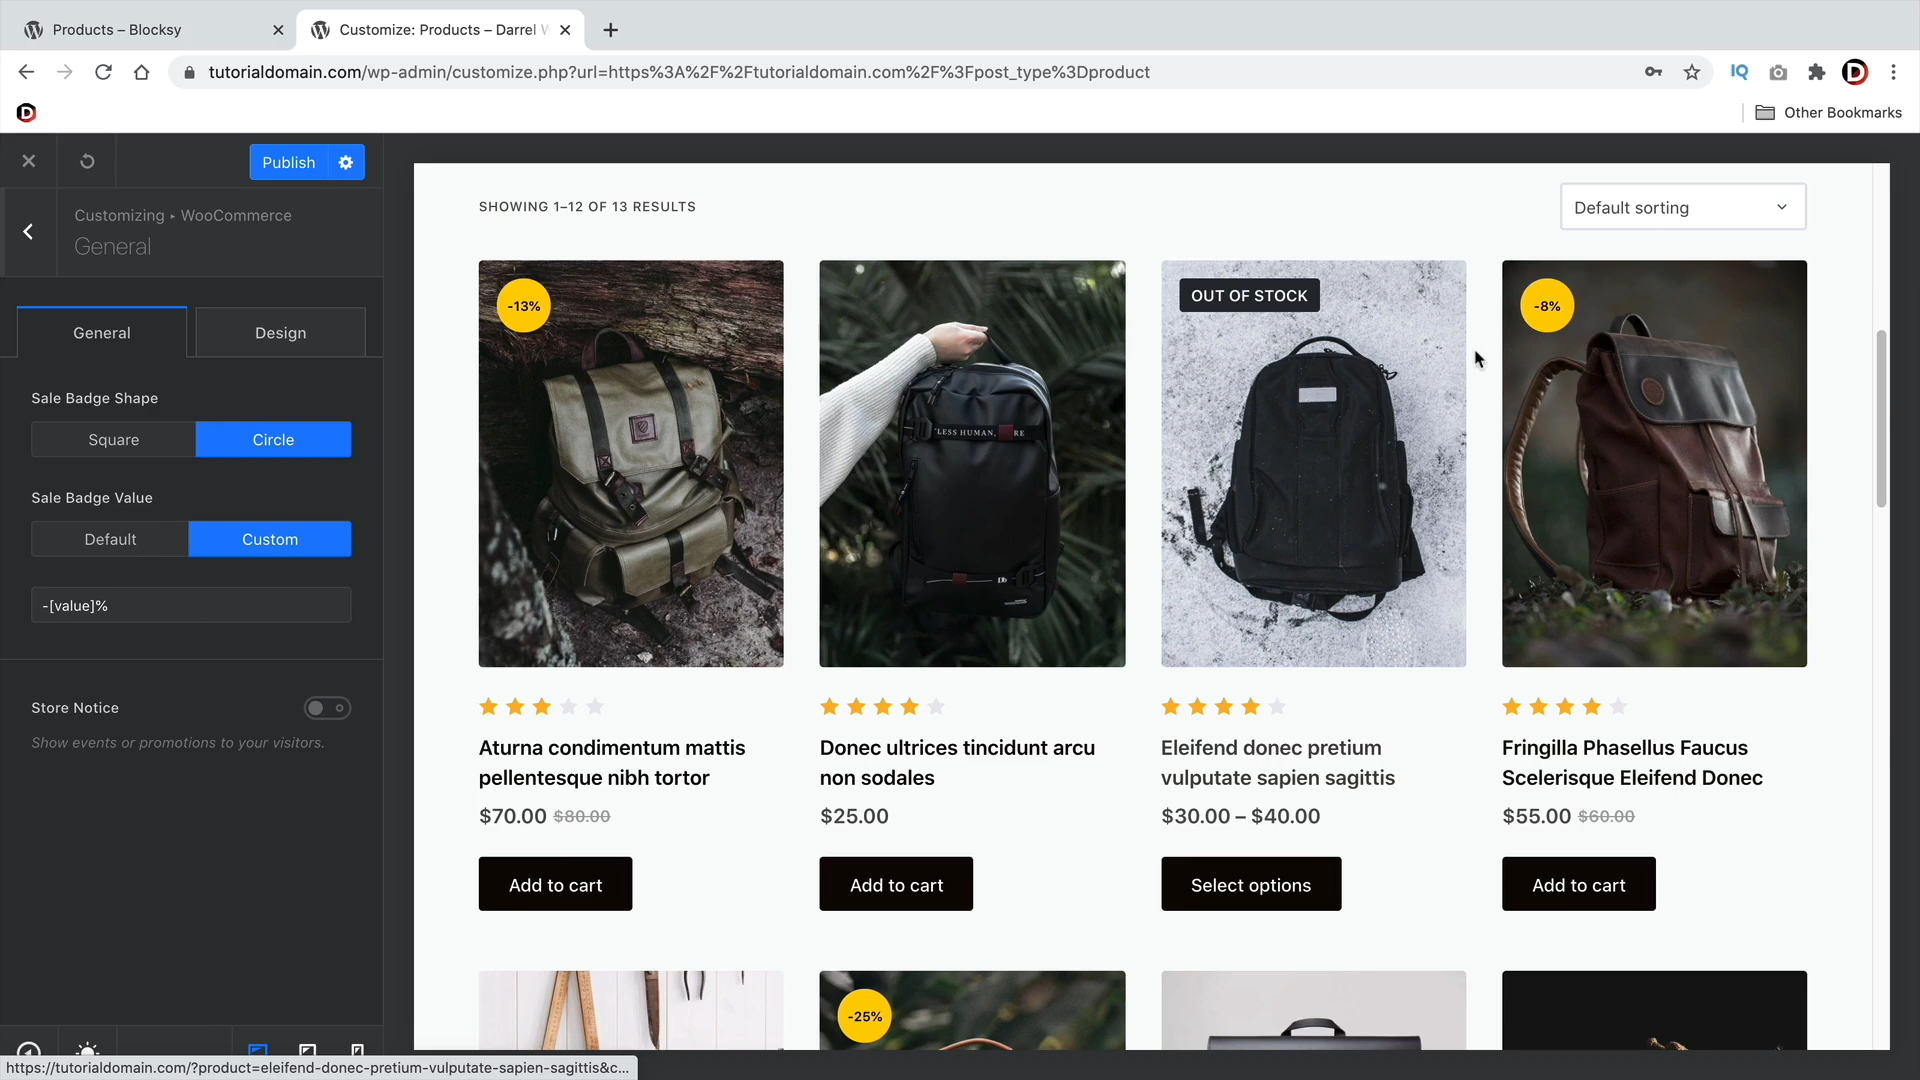 Products – Blocksy
Customize: Products – Darrel W
tutorialdomain.com/wp-admin/customize.php?url=https%3A%2F%2Ftutorialdomain.com%2F%3Fpost_type%3Dproduct
IQ
D
D
Other Bookmarks
Publish
Customizing ▸ WooCommerce
General
General
Design
Sale Badge Shape
Square
Circle
Sale Badge Value
Default
Custom
-[value]%
Store Notice
Show events or promotions to your visitors.
SHOWING 1–12 OF 13 RESULTS
Default sorting
-13%
OUT OF STOCK
-8%
"LESS HUMAN,
RE
Db
Aturna condimentum mattis
pellentesque nibh tortor
$70.00 $80.00
Add to cart
Donec ultrices tincidunt arcu
non sodales
$25.00
Add to cart
Eleifend donec pretium
vulputate sapien sagittis
$30.00 – $40.00
Select options
Fringilla Phasellus Faucus
Scelerisque Eleifend Donec
$55.00 $60.00
Add to cart
-25%
https://tutorialdomain.com/?product=eleifend-donec-pretium-vulputate-sapien-sagittis&c...